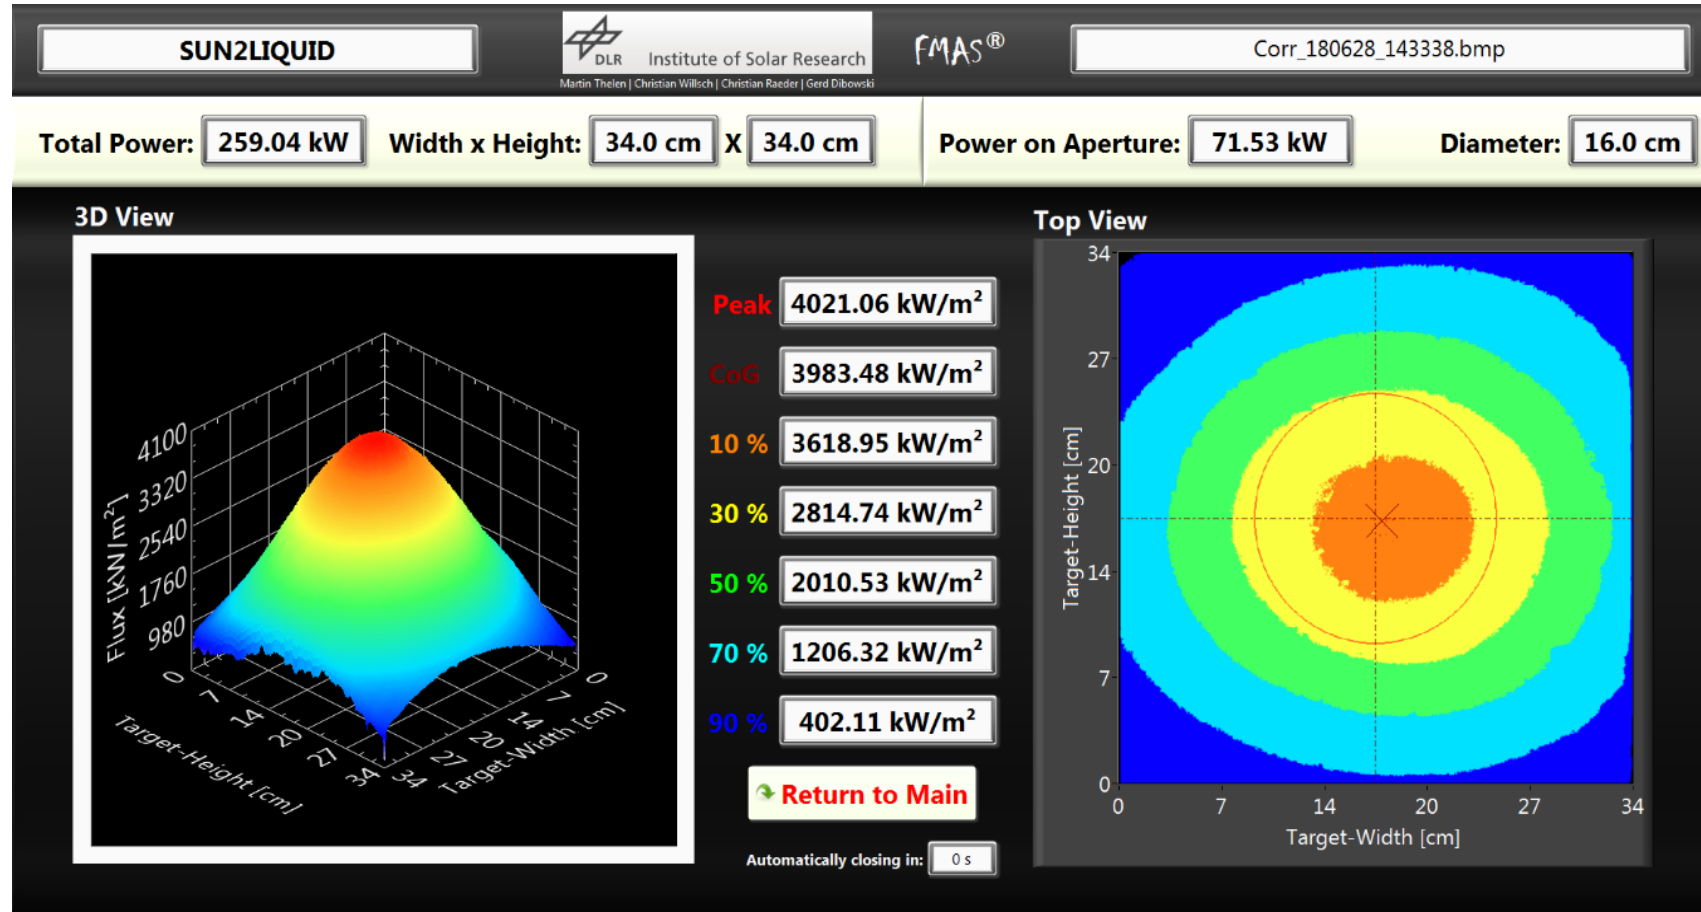 SUN2LIQUID
DLR
Institute of Solar Research
Martin Thelen | Christian Willsch | Christian Raeder | Gerd Dibowski
FMAS®
Corr_180628_143338.bmp
Total Power: 259.04 kW
Width x Height: 34.0 cm X 34.0 cm
Power on Aperture: 71.53 kW
Diameter: 16.0 cm
3D View
4100
3320
2540
1760
980
Flux [kW/m²]
0
7
14
20
27
34
Target-Height [cm]
34
27
20
14
7
0
Target-Width [cm]
Peak 4021.06 kW/m²
CoG 3983.48 kW/m²
10 % 3618.95 kW/m²
30 % 2814.74 kW/m²
50 % 2010.53 kW/m²
70 % 1206.32 kW/m²
90 % 402.11 kW/m²
Return to Main
Automatically closing in: 0 s
Top View
34
27
20
14
7
0
Target-Height [cm]
0 7 14 20 27 34
Target-Width [cm]